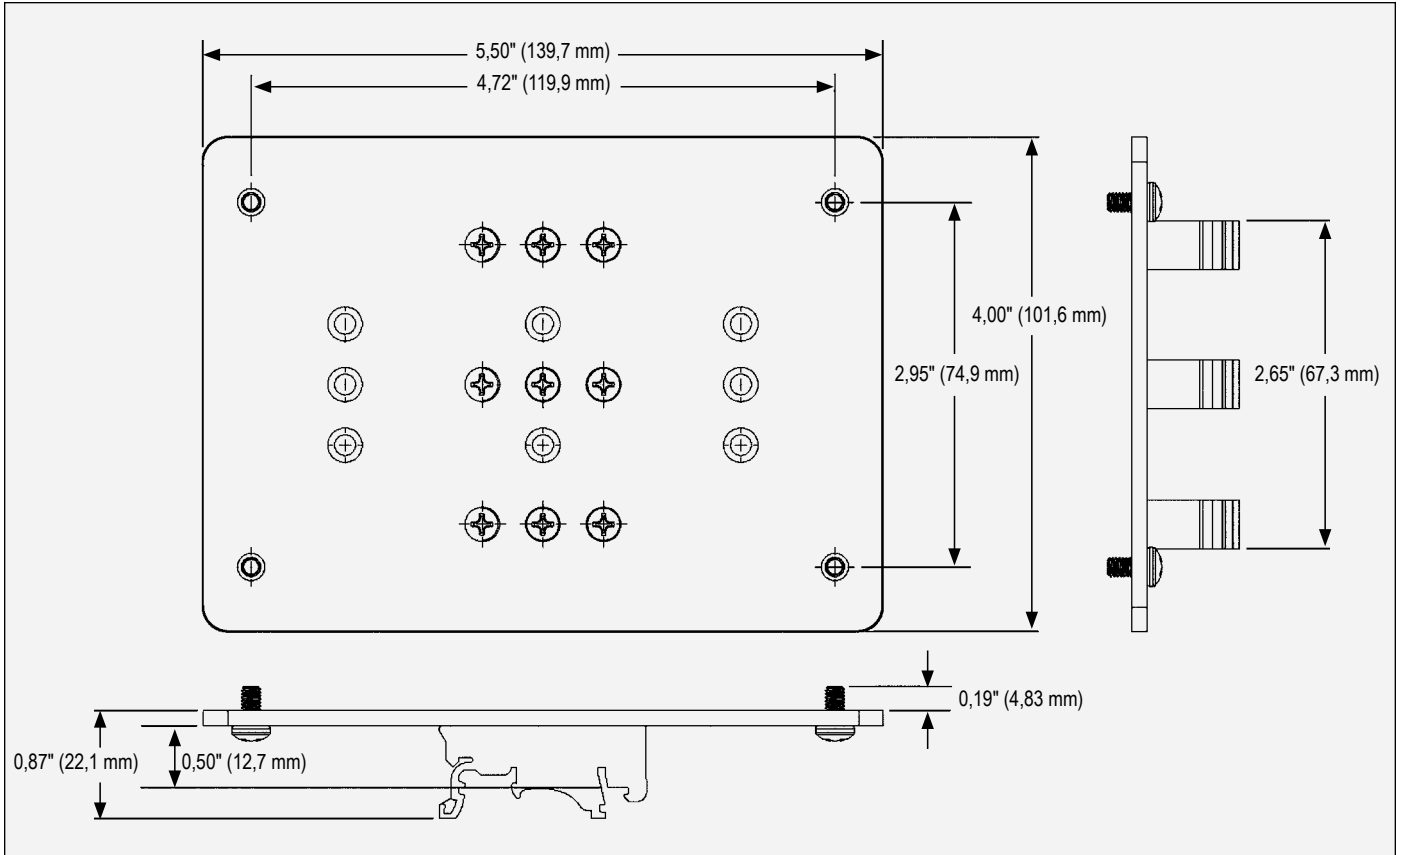 5,50" (139,7 mm)
4,72" (119,9 mm)
4,00" (101,6 mm)
2,95" (74,9 mm)
2,65" (67,3 mm)
0,19" (4,83 mm)
0,87" (22,1 mm)
0,50" (12,7 mm)